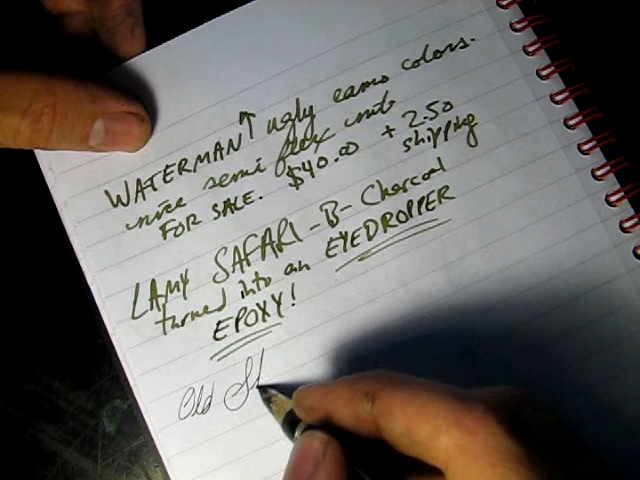 WATERMAN ↑ ugly camo colors.
nice semi flex nib
FOR SALE. $40.00 + 2.50
shipping
LAMY SAFARI -B- Charcoal
turned into an EYEDROPPER
EPOXY!
Old St